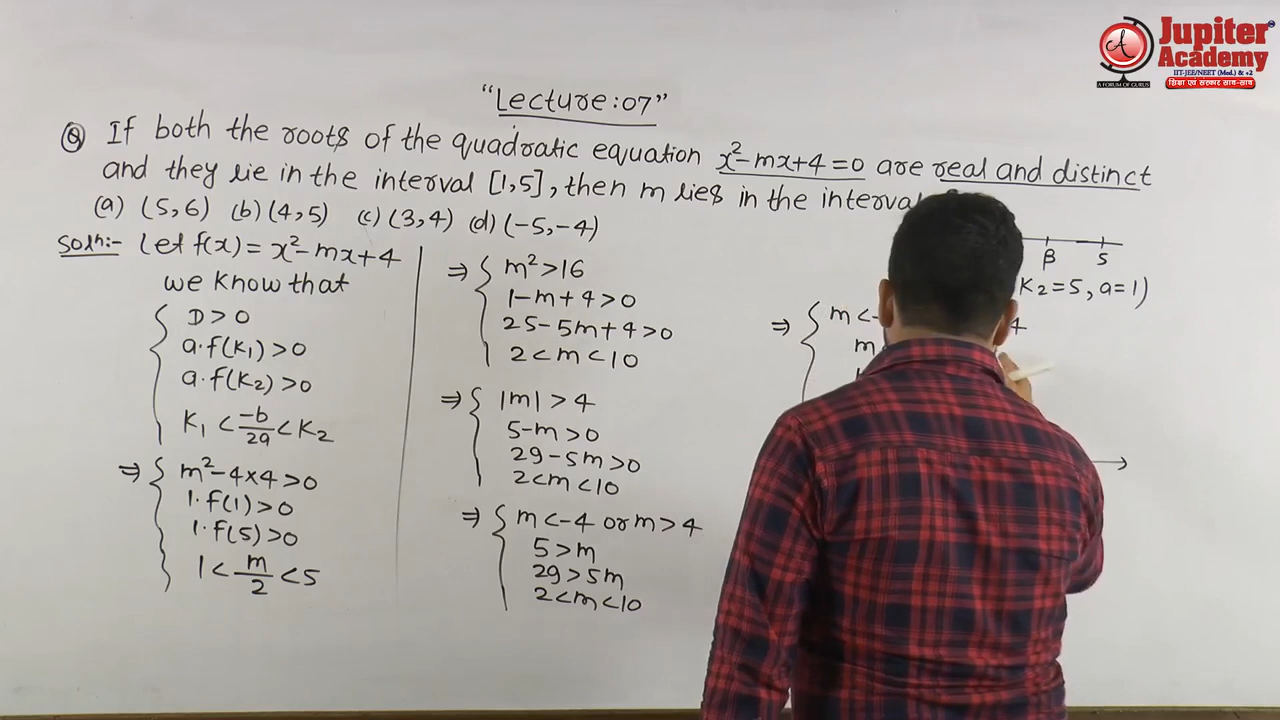 Jupiter
Academy
IIT-JEE/NEET (Med.) & +2
A FORUM OF GURUS
शिक्षा एवं संस्कार साथ-साथ
"Lecture:07"
Q If both the roots of the quadratic equation x²-mx+4=0 are real and distinct
and they lie in the interval [1,5], then m lies in the interval
(a) (5,6) (b) (4,5) (c) (3,4) (d) (-5,-4)
Solⁿ:- Let f(x) = x²-mx+4
we know that
D > 0
a.f(K₁) > 0
a.f(K₂) > 0
K₁ < -b/2a < K₂
⇒ m²-4×4 > 0
1.f(1) > 0
1.f(5) > 0
1 < m/2 < 5
⇒ m² > 16
1-m+4 > 0
25-5m+4 > 0
2 < m < 10
⇒ |m| > 4
5-m > 0
29-5m > 0
2 < m < 10
⇒ m < -4 or m > 4
5 > m
29 > 5m
2 < m < 10
β 5
K₂=5, a=1)
⇒ m < - 4
m